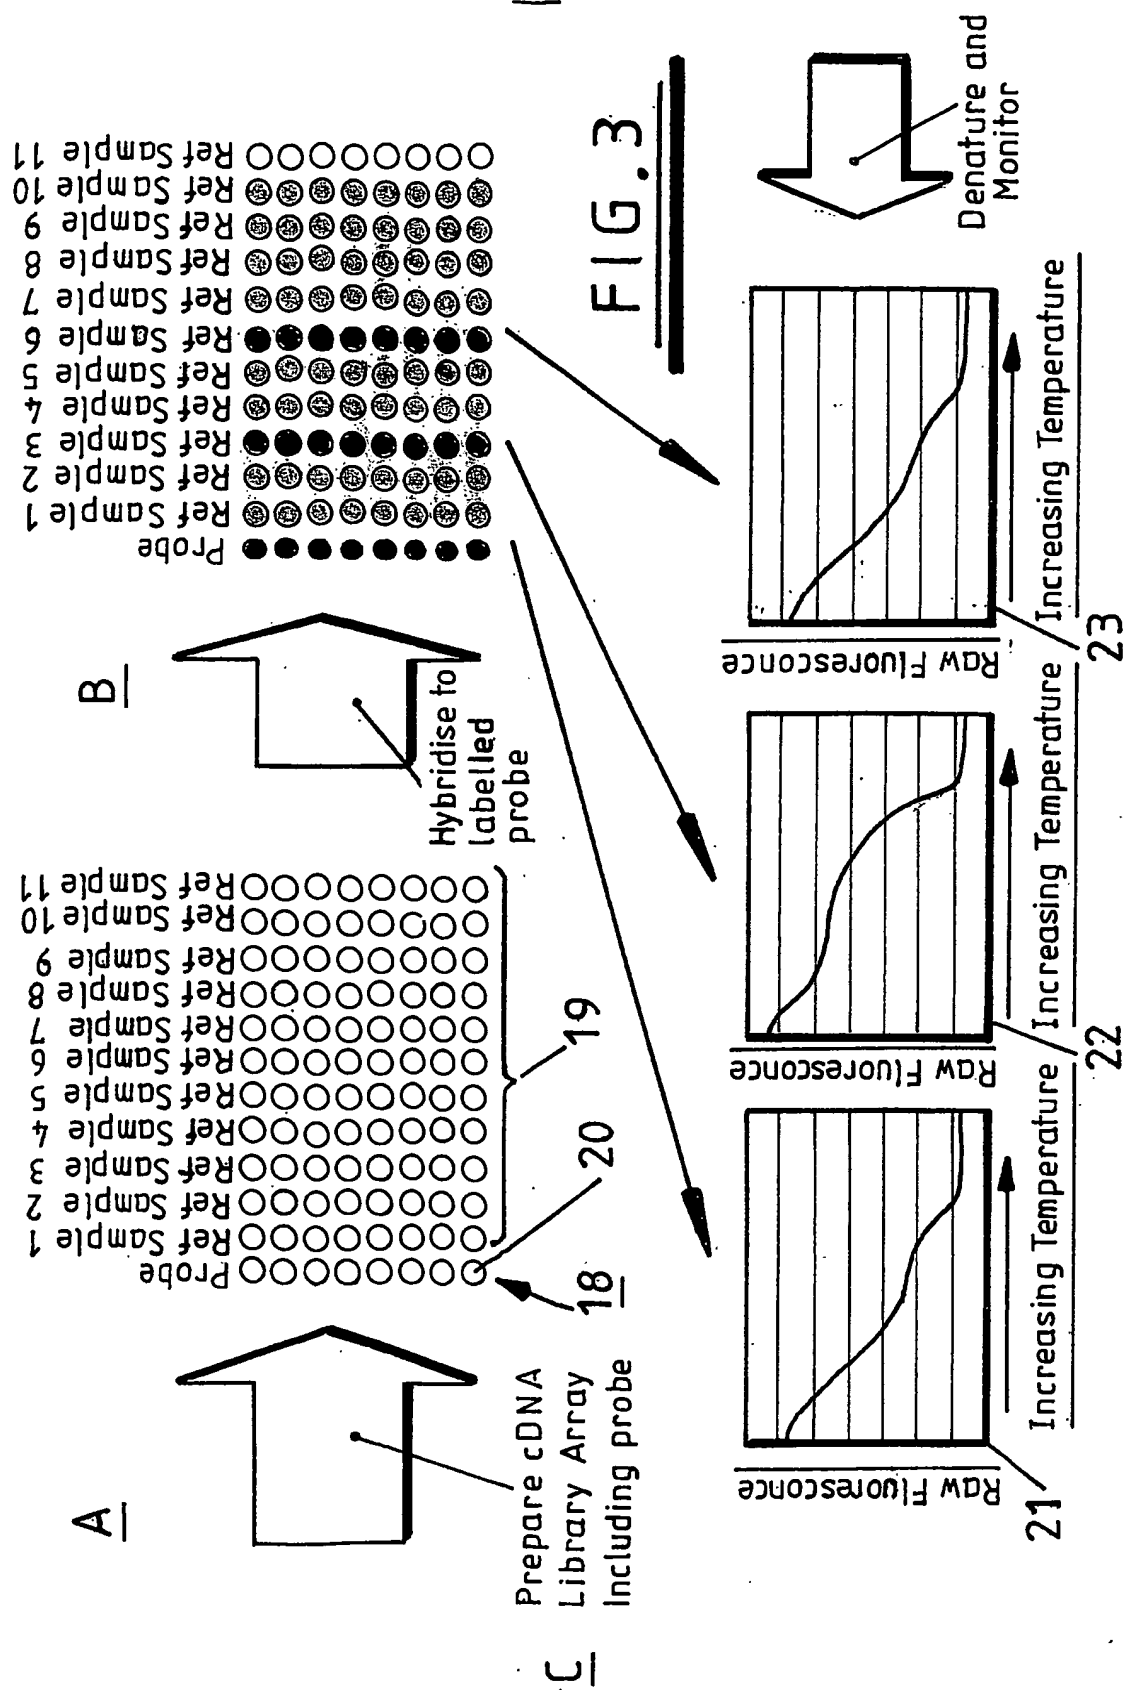 A
Prepare cDNA
Library Array
Including probe
Probe
Ref Sample 1
Ref Sample 2
Ref Sample 3
Ref Sample 4
Ref Sample 5
Ref Sample 6
Ref Sample 7
Ref Sample 8
Ref Sample 9
Ref Sample 10
Ref Sample 11
18
20
19
B
Hybridise to
labelled
probe
Probe
Ref Sample 1
Ref Sample 2
Ref Sample 3
Ref Sample 4
Ref Sample 5
Ref Sample 6
Ref Sample 7
Ref Sample 8
Ref Sample 9
Ref Sample 10
Ref Sample 11
C
Raw Fluoresconce
Increasing Temperature
21
Raw Fluoresconce
Increasing Temperature
22
Raw Fluoresconce
Increasing Temperature
23
Denature and
Monitor
FIG.3